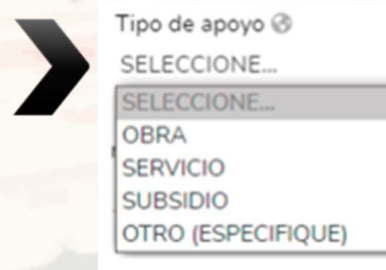 Tipo de apoyo
SELECCIONE...
SELECCIONE...
OBRA
SERVICIO
SUBSIDIO
OTRO (ESPECIFIQUE)